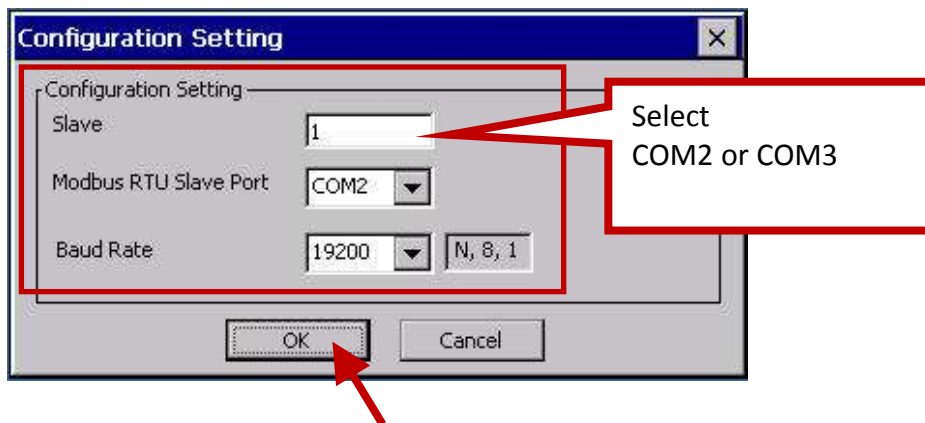 Configuration Setting
Configuration Setting
Slave
1
Modbus RTU Slave Port
COM2
Baud Rate
19200
N, 8, 1
OK
Cancel
Select
COM2 or COM3